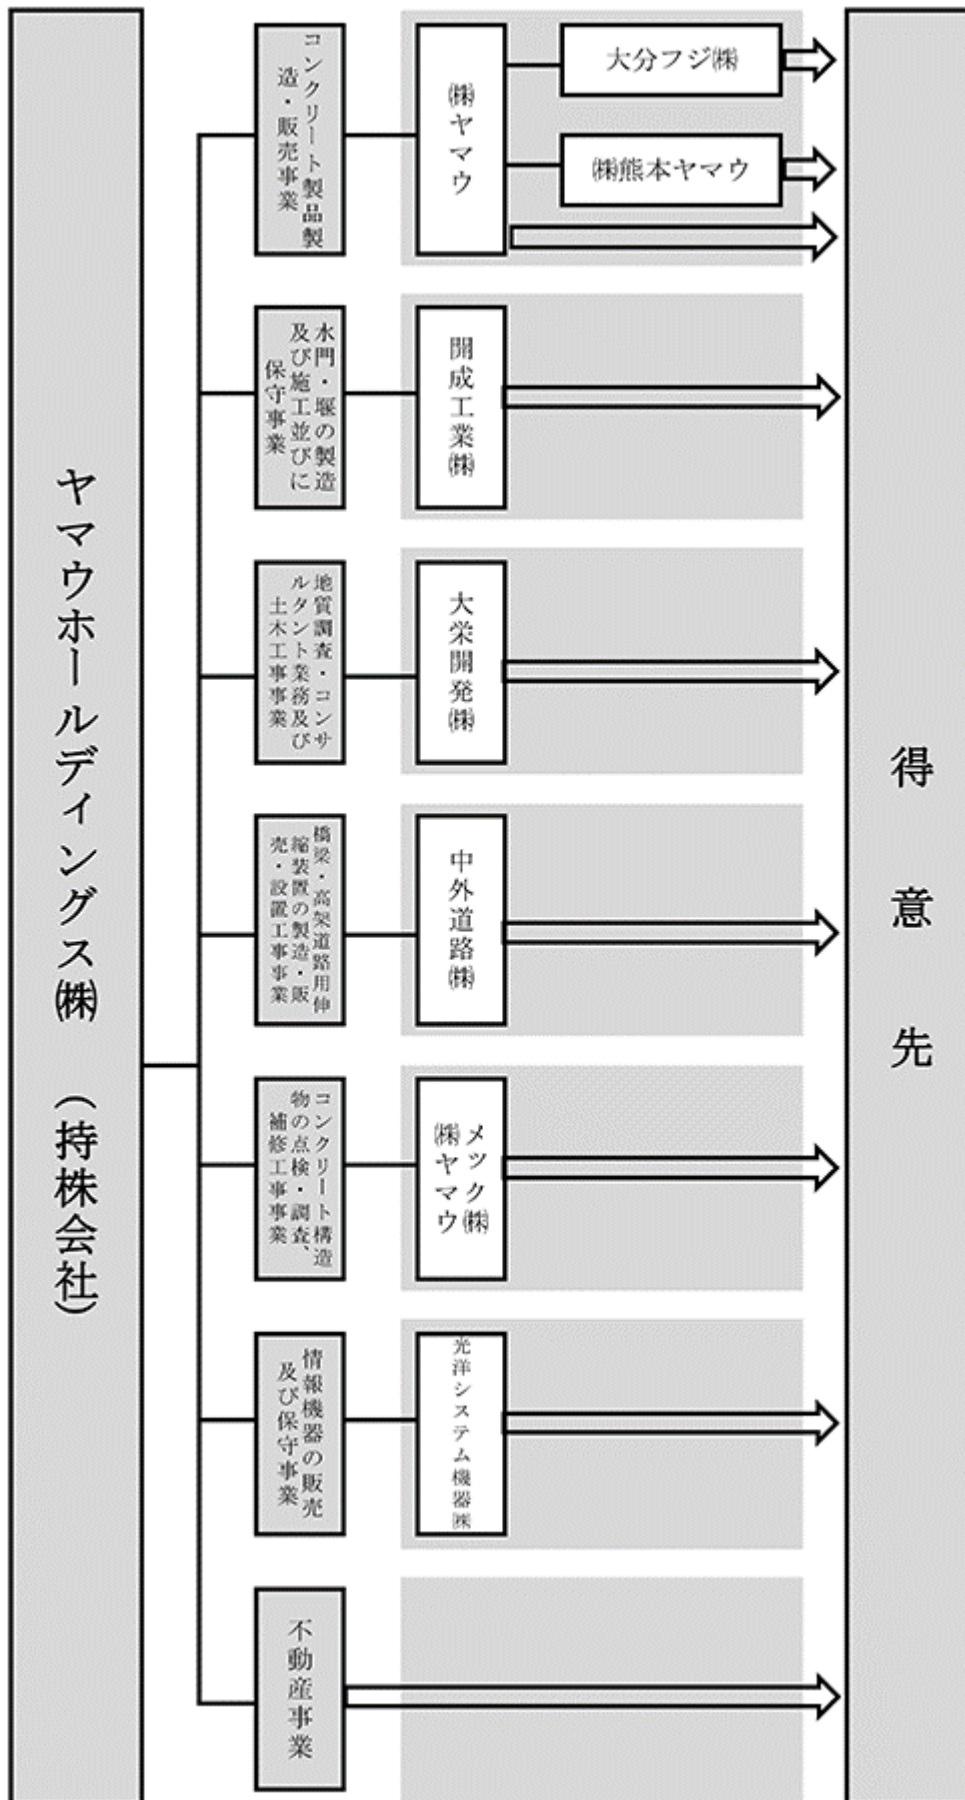 ヤマウホールディングス㈱　（持株会社）
コンクリート製品製
造・販売事業
㈱ヤマウ
大分フジ㈱
㈱熊本ヤマウ
水門・堰の製造
及び施工並びに
保守事業
開成工業㈱
地質調査・コンサ
ルタント業務及び
土木工事事業
大栄開発㈱
橋梁・高架道路用伸
縮装置の製造・販
売・設置工事事業
中外道路㈱
コンクリート構造
物の点検・調査、
補修工事事業
メック㈱
㈱ヤマウ
情報機器の販売
及び保守事業
光洋システム機器㈱
不動産事業
得意先